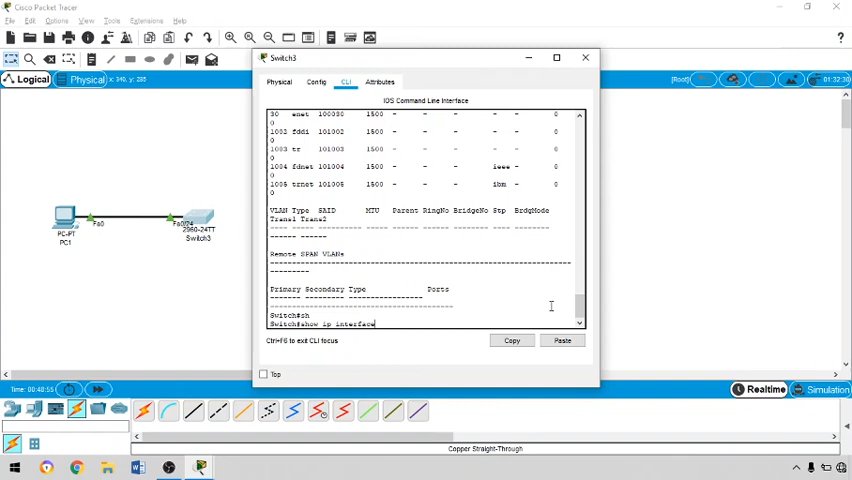 Cisco Packet Tracer
File Edit Options View Tools Extensions Help
Logical Physical x: 340, y: 285 [Root] 01:32:30
Switch3
Physical Config CLI Attributes
IOS Command Line Interface
30 enet 100030 1500 - - - - - 0
0
1002 fddi 101002 1500 - - - - - 0
0
1003 tr 101003 1500 - - - - - 0
0
1004 fdnet 101004 1500 - - - ieee - 0
0
1005 trnet 101005 1500 - - - ibm - 0
0
VLAN Type SAID MTU Parent RingNo BridgeNo Stp BrdgMode
Trans1 Trans2
---- ----- ---------- ----- ------ ------ -------- ---- --------
------ ------
Remote SPAN VLANs
------------------------------------------------------------------------------
Primary Secondary Type Ports
------- --------- ----------------- ------------------------------------------
Switch#sh
Switch#show ip interface
Ctrl+F6 to exit CLI focus
Copy
Paste
Top
Fa0
Fa0/24
PC-PT
PC1
2960-24TT
Switch3
Time: 00:48:55
Realtime
Simulation
Copper Straight-Through